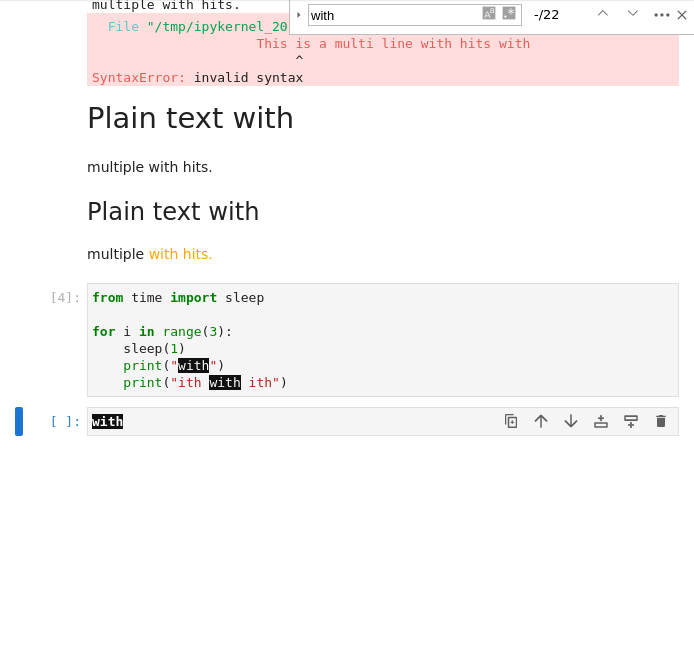 multiple with hits.
with
-/22
File "/tmp/ipykernel_20
This is a multi line with hits with
^
SyntaxError: invalid syntax
Plain text with
multiple with hits.
Plain text with
multiple with hits.
[4]:
from time import sleep
for i in range(3):
sleep(1)
print("with")
print("ith with ith")
[ ]:
with